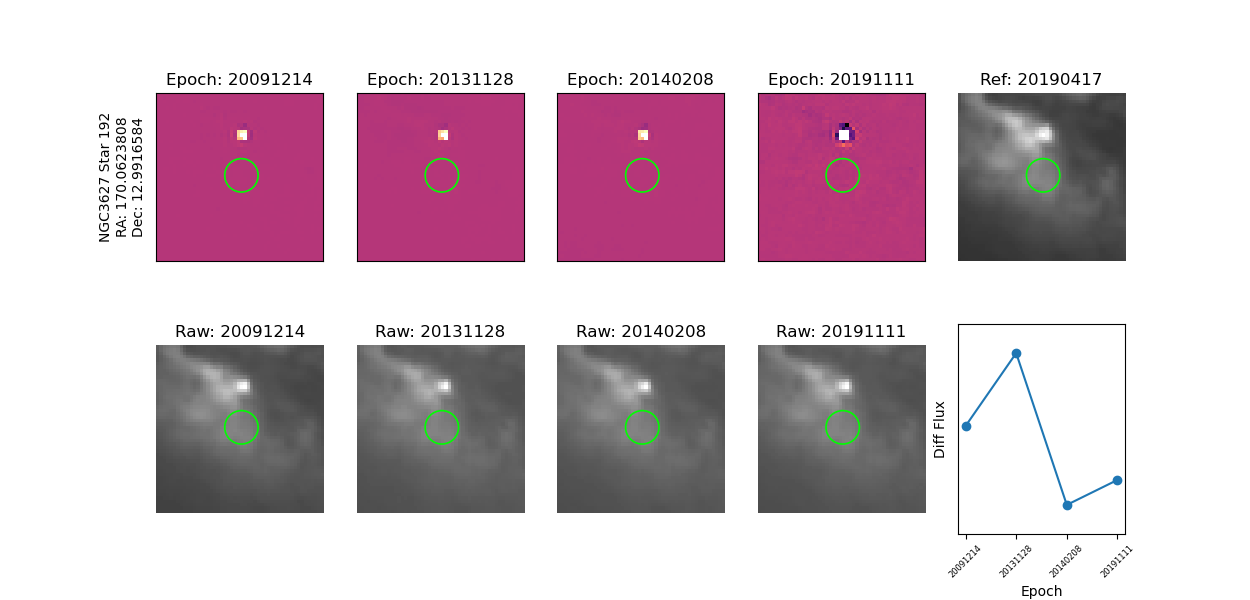 NGC3627 Star 192
RA: 170.0623808
Dec: 12.9916584
Epoch: 20091214
Epoch: 20131128
Epoch: 20140208
Epoch: 20191111
Ref: 20190417
Raw: 20091214
Raw: 20131128
Raw: 20140208
Raw: 20191111
Diff Flux
20091214
20131128
20140208
20191111
Epoch